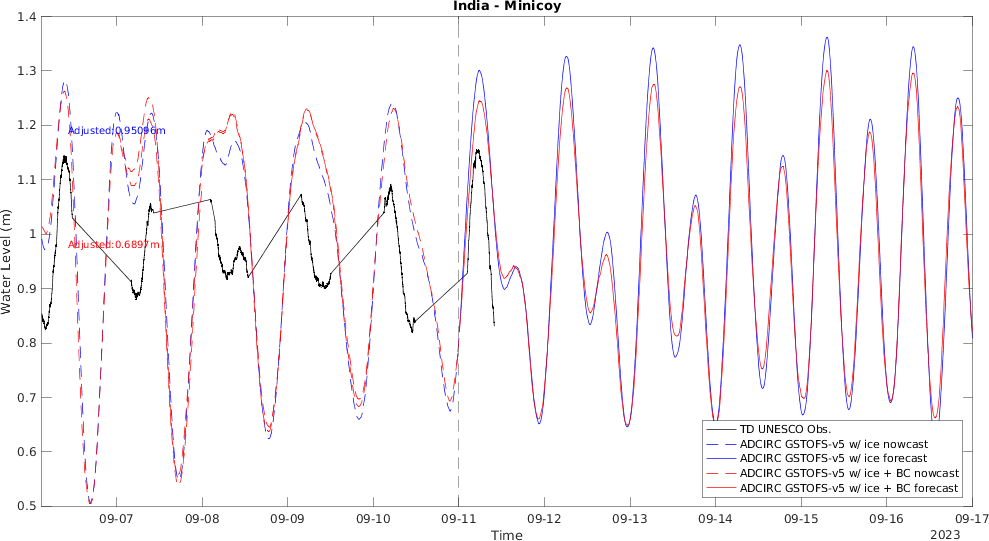 India - Minicoy
1.4
1.3
1.2
1.1
1
0.9
0.8
0.7
0.6
0.5
Water Level (m)
Adjusted:0.95096m
Adjusted:0.6897m
TD UNESCO Obs.
ADCIRC GSTOFS-v5 w/ ice nowcast
ADCIRC GSTOFS-v5 w/ ice forecast
ADCIRC GSTOFS-v5 w/ ice + BC nowcast
ADCIRC GSTOFS-v5 w/ ice + BC forecast
09-07 09-08 09-09 09-10 09-11 09-12 09-13 09-14 09-15 09-16 09-17
Time
2023